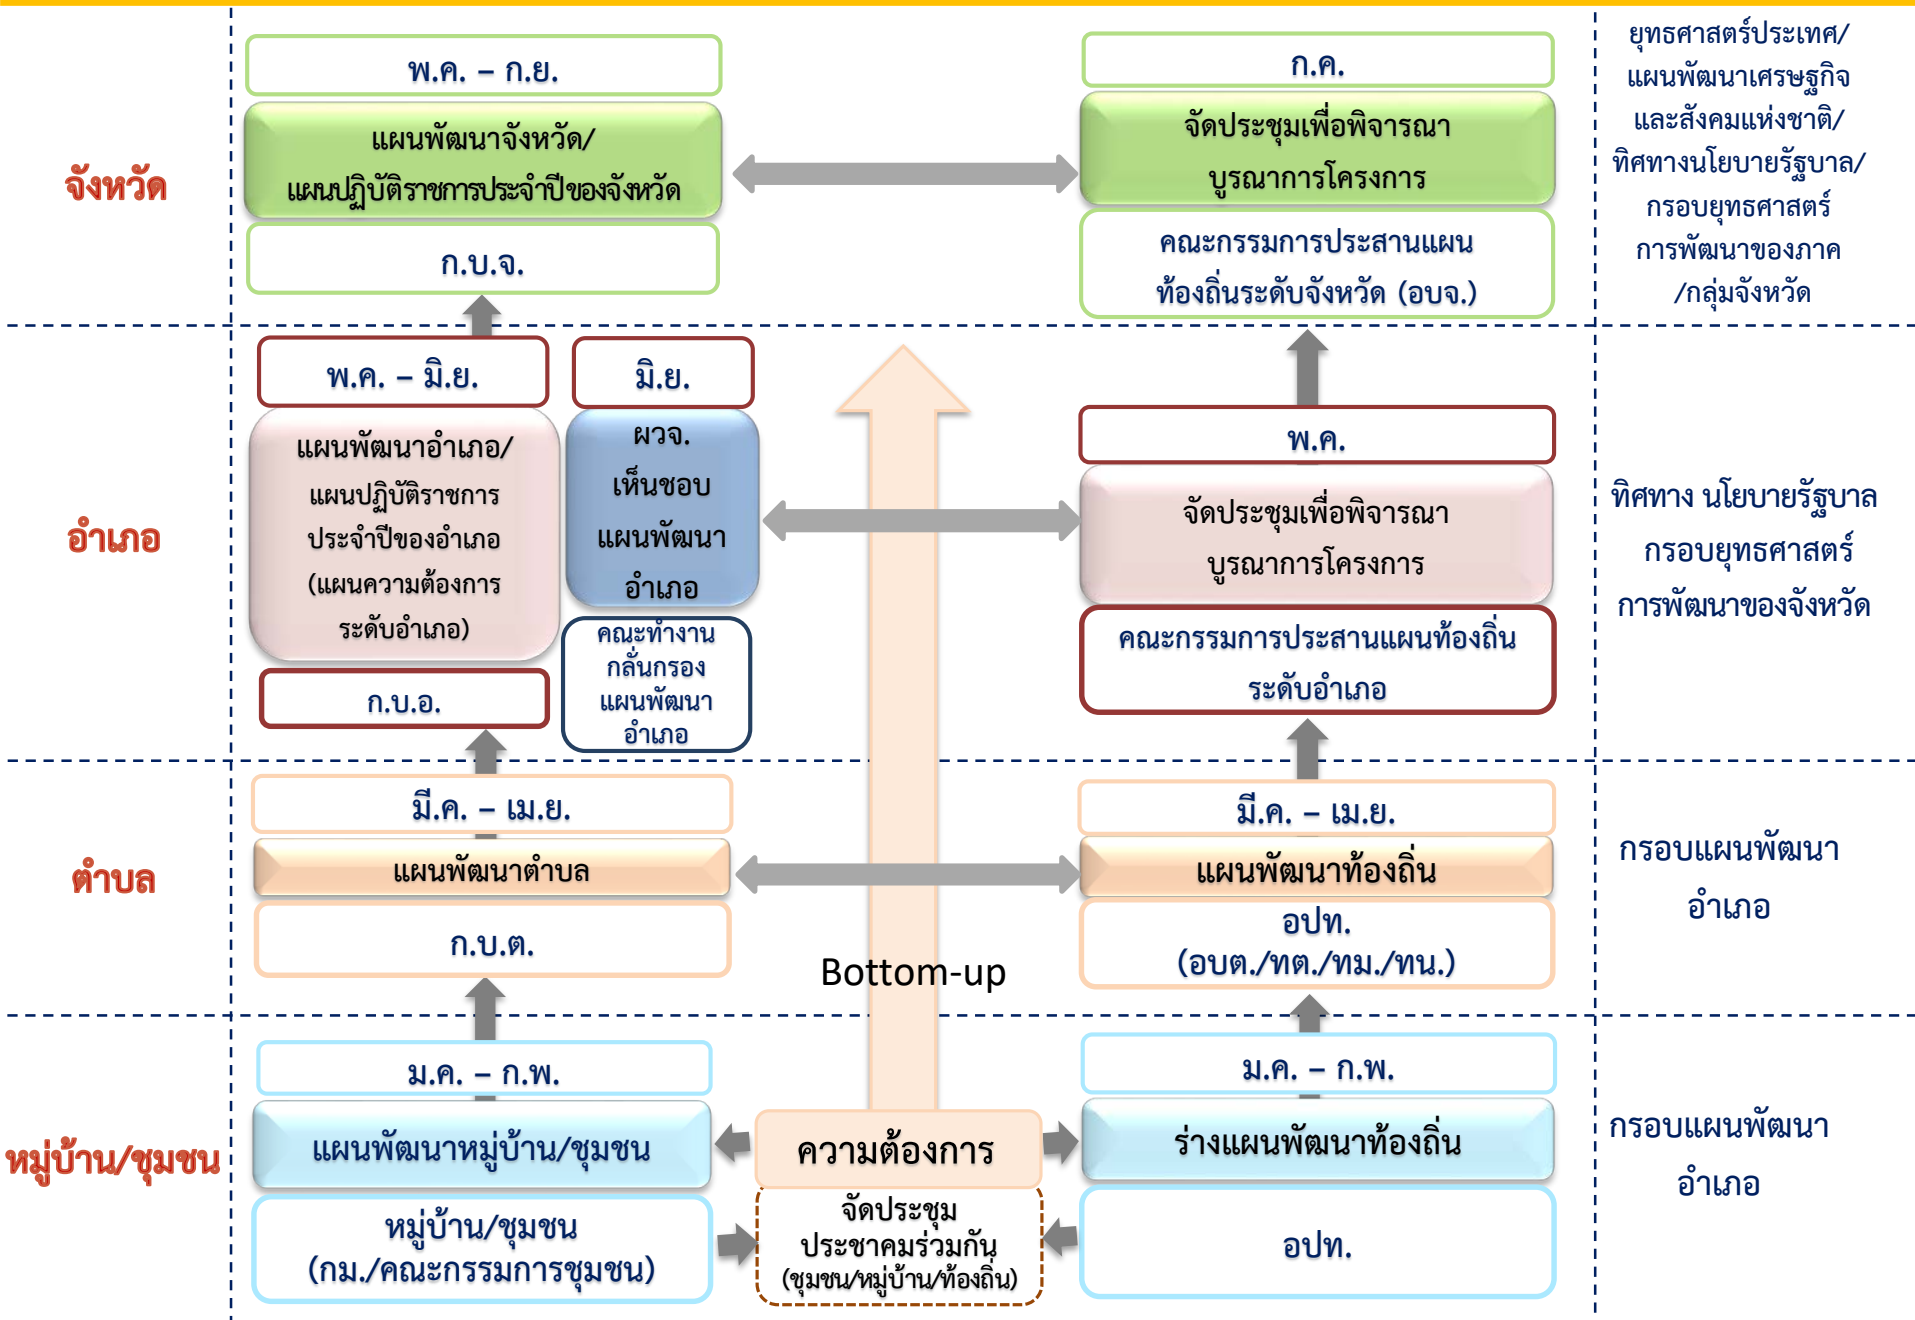 พ.ค. – ก.ย.
แผนพัฒนาจังหวัด/
แผนปฏิบัติราชการประจำปีของจังหวัด
ก.บ.จ.
จังหวัด
ก.ค.
จัดประชุมเพื่อพิจารณา
บูรณาการโครงการ
คณะกรรมการประสานแผน
ท้องถิ่นระดับจังหวัด (อบจ.)
ยุทธศาสตร์ประเทศ/
แผนพัฒนาเศรษฐกิจ
และสังคมแห่งชาติ/
ทิศทางนโยบายรัฐบาล/
กรอบยุทธศาสตร์
การพัฒนาของภาค
/กลุ่มจังหวัด
อำเภอ
พ.ค. – มิ.ย.
แผนพัฒนาอำเภอ/
แผนปฏิบัติราชการ
ประจำปีของอำเภอ
(แผนความต้องการ
ระดับอำเภอ)
ก.บ.อ.
มิ.ย.
ผวจ.
เห็นชอบ
แผนพัฒนา
อำเภอ
คณะทำงาน
กลั่นกรอง
แผนพัฒนา
อำเภอ
พ.ค.
จัดประชุมเพื่อพิจารณา
บูรณาการโครงการ
คณะกรรมการประสานแผนท้องถิ่น
ระดับอำเภอ
ทิศทาง นโยบายรัฐบาล
กรอบยุทธศาสตร์
การพัฒนาของจังหวัด
ตำบล
มี.ค. – เม.ย.
แผนพัฒนาตำบล
ก.บ.ต.
Bottom-up
มี.ค. – เม.ย.
แผนพัฒนาท้องถิ่น
อปท.
(อบต./ทต./ทม./ทน.)
กรอบแผนพัฒนา
อำเภอ
หมู่บ้าน/ชุมชน
ม.ค. – ก.พ.
แผนพัฒนาหมู่บ้าน/ชุมชน
หมู่บ้าน/ชุมชน
(กม./คณะกรรมการชุมชน)
ความต้องการ
จัดประชุม
ประชาคมร่วมกัน
(ชุมชน/หมู่บ้าน/ท้องถิ่น)
ม.ค. – ก.พ.
ร่างแผนพัฒนาท้องถิ่น
อปท.
กรอบแผนพัฒนา
อำเภอ